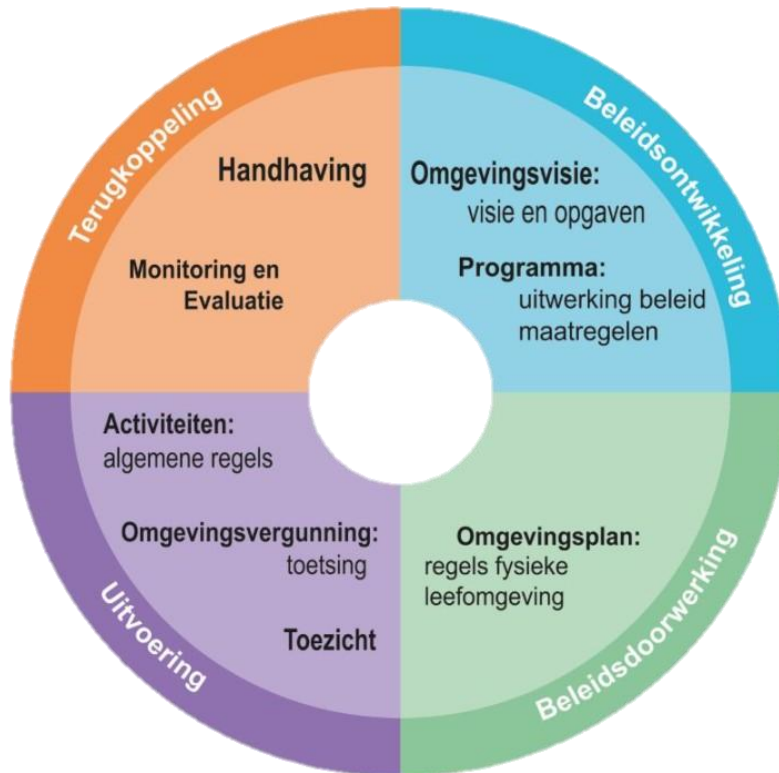 Terugkoppeling
Handhaving
Monitoring en
Evaluatie
Beleidsontwikkeling
Omgevingsvisie:
visie en opgaven
Programma:
uitwerking beleid
maatregelen
Activiteiten:
algemene regels
Omgevingsvergunning:
toetsing
Toezicht
Uitvoering
Omgevingsplan:
regels fysieke
leefomgeving
Beleidsdoorwerking